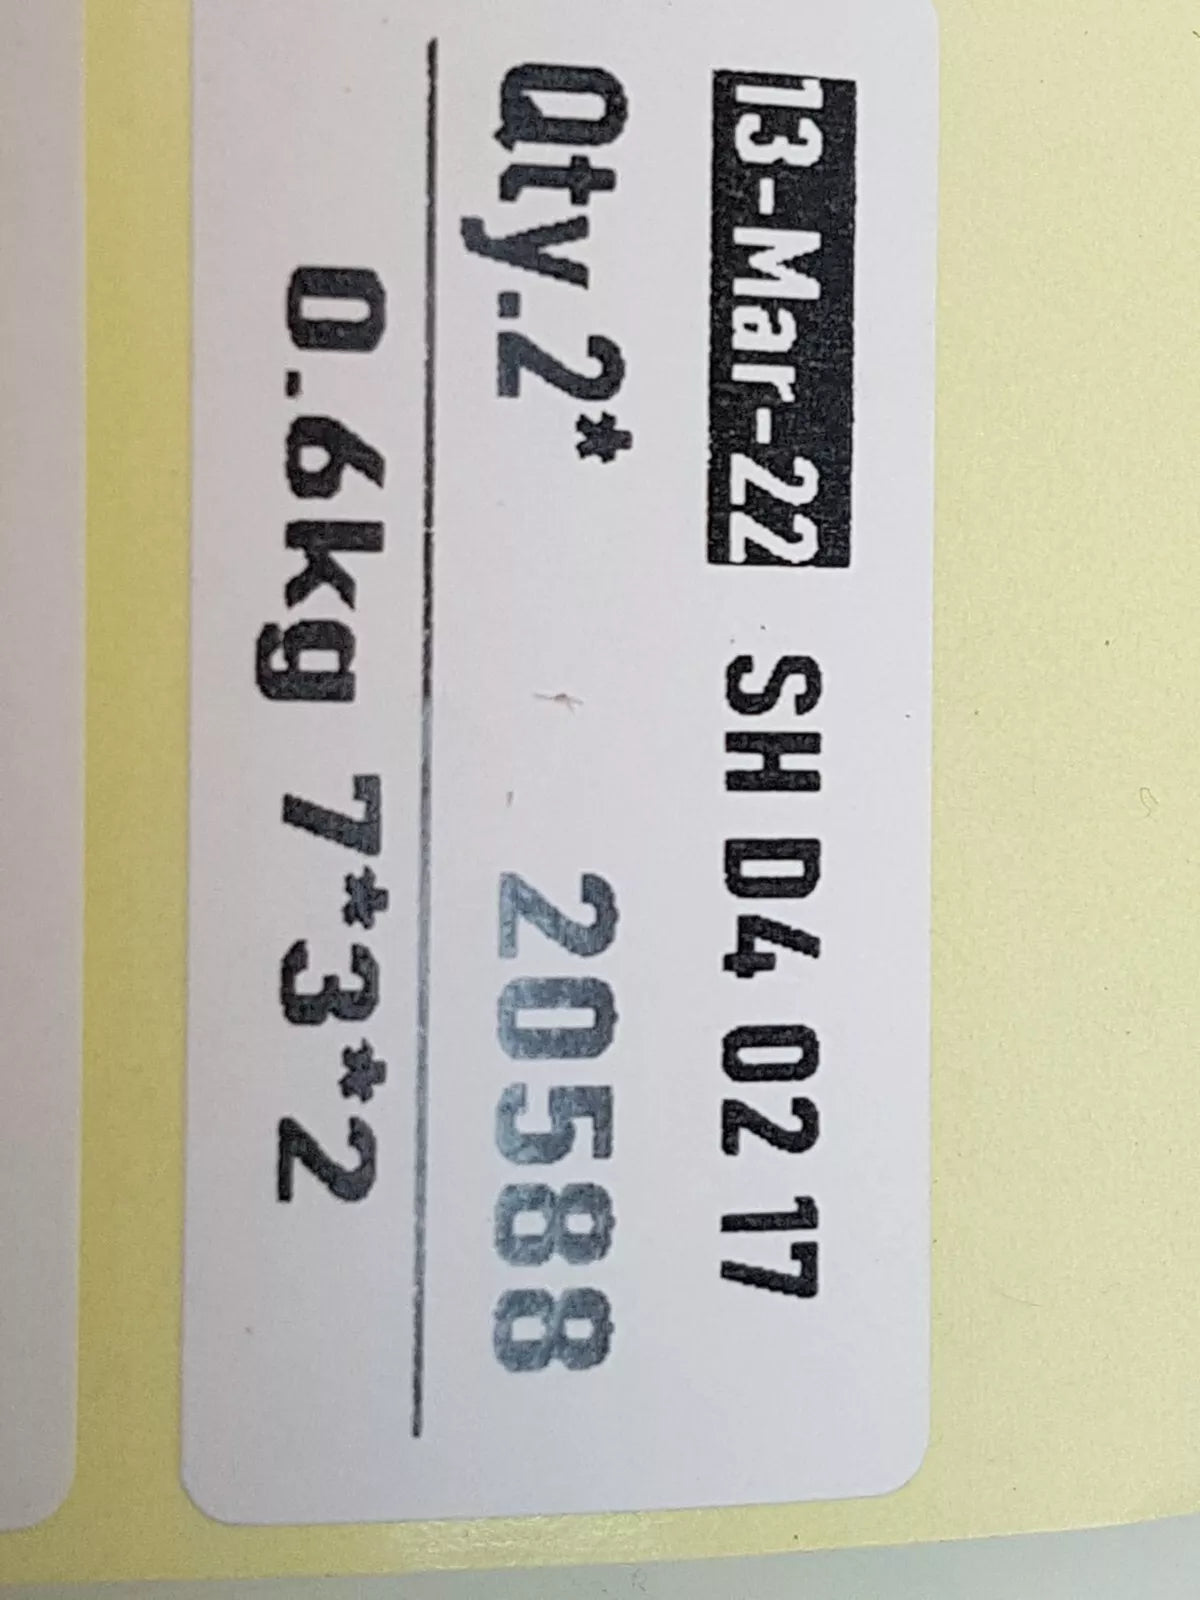 13-Mar-22 SH D4 02 17
Qty.2* 20588
0.6kg 7*3*2